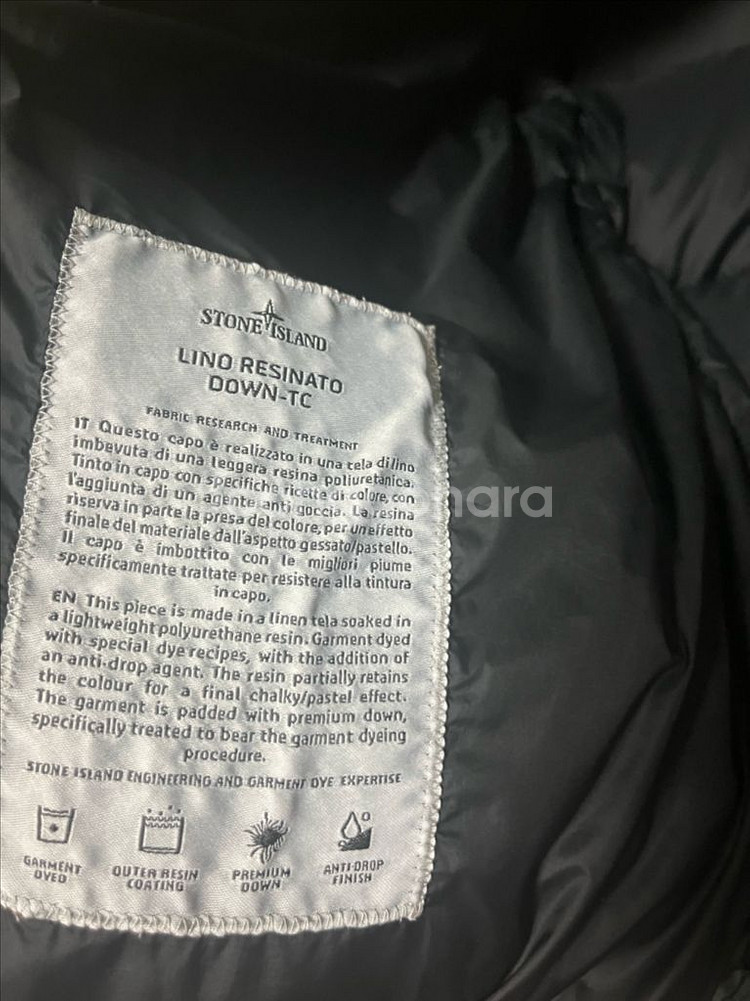 STONE ISLAND
LINO RESINATO
DOWN-TC
FABRIC RESEARCH AND TREATMENT
IT Questo capo è realizzato in una tela di lino
imbevuta di una leggera resina poliuretanica.
Tinto in capo con specifiche ricette di colore, con
l'aggiunta di un agente anti goccia. La resina
riserva in parte la presa del colore, per un effetto
finale del materiale dall'aspetto gessato/pastello.
Il capo è imbottito con le migliori piume
specificamente trattate per resistere alla tintura
in capo.
EN This piece is made in a linen tela soaked in
a lightweight polyurethane resin. Garment dyed
with special dye recipes, with the addition of
an anti-drop agent. The resin partially retains
the colour for a final chalky/pastel effect.
The garment is padded with premium down,
specifically treated to bear the garment dyeing
procedure.
STONE ISLAND ENGINEERING AND GARMENT DYE EXPERTISE
GARMENT
DYED
OUTER RESIN
COATING
PREMIUM
DOWN
ANTI-DROP
FINISH